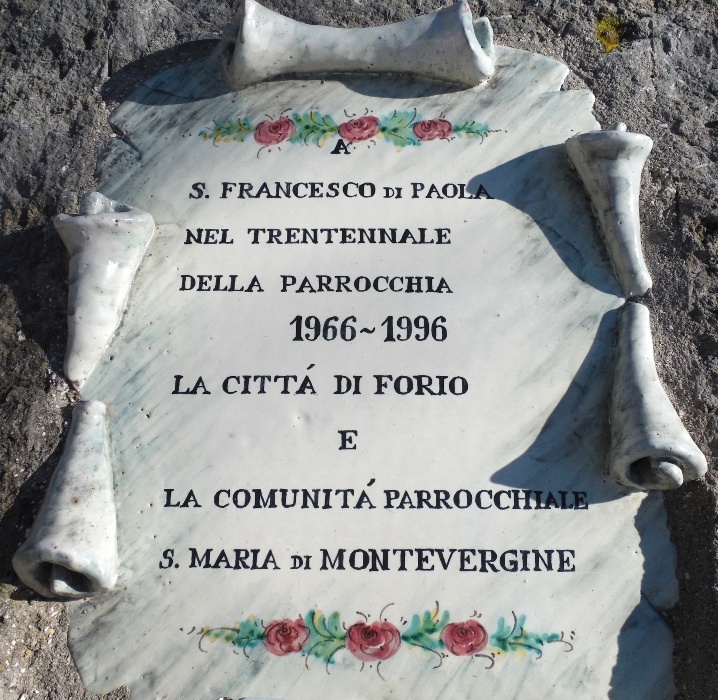 A
S. FRANCESCO DI PAOLA
NEL TRENTENNALE
DELLA PARROCCHIA
1966~1996
LA CITTÁ DI FORIO
E
LA COMUNITÁ PARROCCHIALE
S. MARIA DI MONTEVERGINE